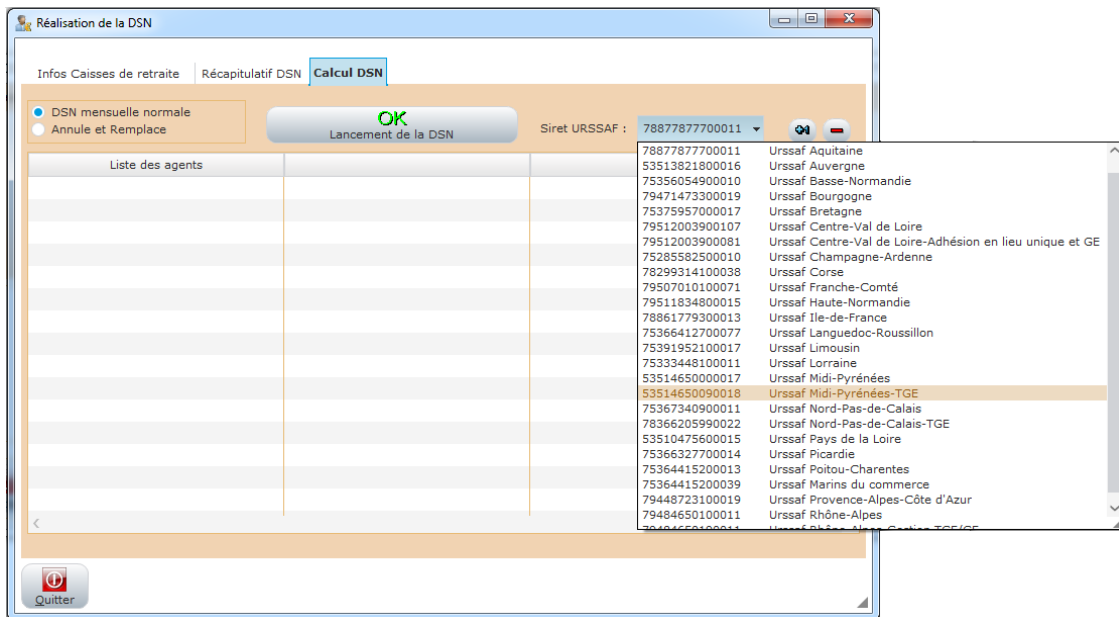 Réalisation de la DSN
Infos Caisses de retraite Récapitulatif DSN Calcul DSN
DSN mensuelle normale
Annule et Remplace
OK
Lancement de la DSN
Siret URSSAF : 78877877700011
Liste des agents
78877877700011 Urssaf Aquitaine
53513821800016 Urssaf Auvergne
75356054900010 Urssaf Basse-Normandie
79471473300019 Urssaf Bourgogne
75375957000017 Urssaf Bretagne
79512003900107 Urssaf Centre-Val de Loire
79512003900081 Urssaf Centre-Val de Loire-Adhésion en lieu unique et GE
75285582500010 Urssaf Champagne-Ardenne
78299314100038 Urssaf Corse
79507010100071 Urssaf Franche-Comté
79511834800015 Urssaf Haute-Normandie
78861779300013 Urssaf Ile-de-France
75366412700077 Urssaf Languedoc-Roussillon
75391952100017 Urssaf Limousin
75333448100011 Urssaf Lorraine
53514650000017 Urssaf Midi-Pyrénées
53514650090018 Urssaf Midi-Pyrénées-TGE
75367340900011 Urssaf Nord-Pas-de-Calais
78366205990022 Urssaf Nord-Pas-de-Calais-TGE
53510475600015 Urssaf Pays de la Loire
75366327700014 Urssaf Picardie
75364415200013 Urssaf Poitou-Charentes
75364415200039 Urssaf Marins du commerce
79448723100019 Urssaf Provence-Alpes-Côte d'Azur
79484650100011 Urssaf Rhône-Alpes
Quitter